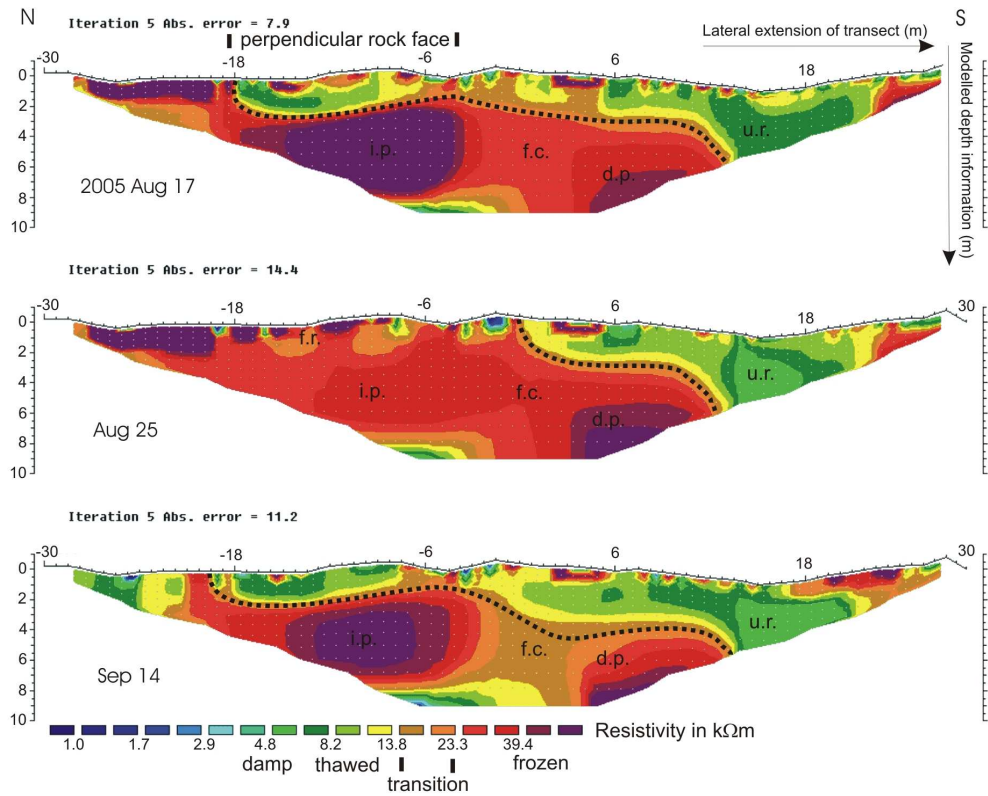 N
Iteration 5 Abs. error = 7.9
S
perpendicular rock face
Lateral extension of transect (m)
-30 -18 -6 6 18
0
2
4
6
8
10
i.p.
f.c.
d.p.
u.r.
2005 Aug 17
Modelled depth information (m)
Iteration 5 Abs. error = 14.4
-30 -18 -6 6 18 30
0
2
4
6
8
10
f.r.
i.p.
f.c.
d.p.
u.r.
Aug 25
Iteration 5 Abs. error = 11.2
-30 -18 -6 6 18 30
0
2
4
6
8
10
i.p.
f.c.
d.p.
u.r.
Sep 14
Resistivity in kΩm
1.0 1.7 2.9 4.8 8.2 13.8 23.3 39.4
damp thawed frozen
transition